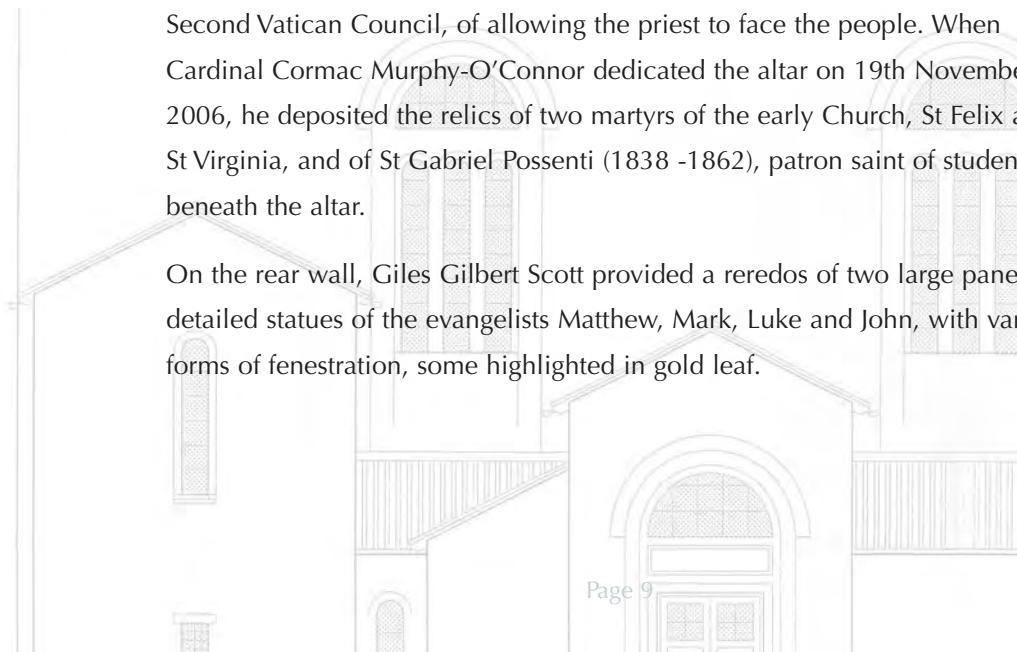 Second Vatican Council, of allowing the priest to face the people. When
Cardinal Cormac Murphy-O’Connor dedicated the altar on 19th Novembe
2006, he deposited the relics of two martyrs of the early Church, St Felix a
St Virginia, and of St Gabriel Possenti (1838 -1862), patron saint of studen
beneath the altar.
On the rear wall, Giles Gilbert Scott provided a reredos of two large pane
detailed statues of the evangelists Matthew, Mark, Luke and John, with var
forms of fenestration, some highlighted in gold leaf.
Page 9